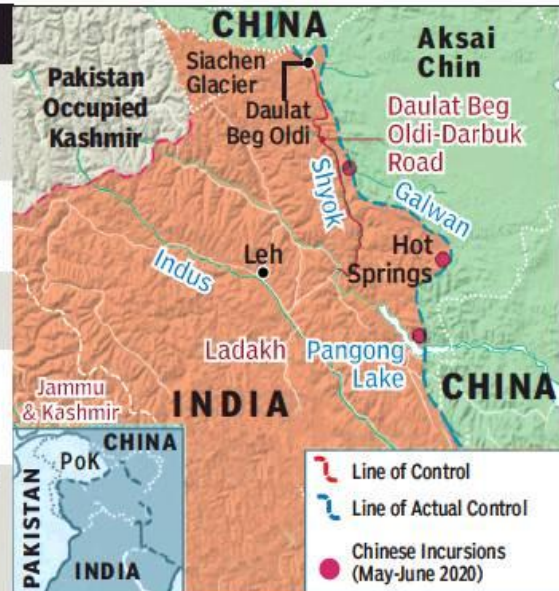 CHINA
Aksai
Chin
Siachen
Glacier
Pakistan
Occupied
Kashmir
Daulat
Beg Oldi
Daulat Beg
Oldi-Darbuk
Road
Shyok
Galwan
Hot
Springs
Leh
Indus
Ladakh
Pangong
Lake
CHINA
INDIA
Jammu
& Kashmir
CHINA
PoK
PAKISTAN
INDIA
Line of Control
Line of Actual Control
Chinese Incursions
(May-June 2020)